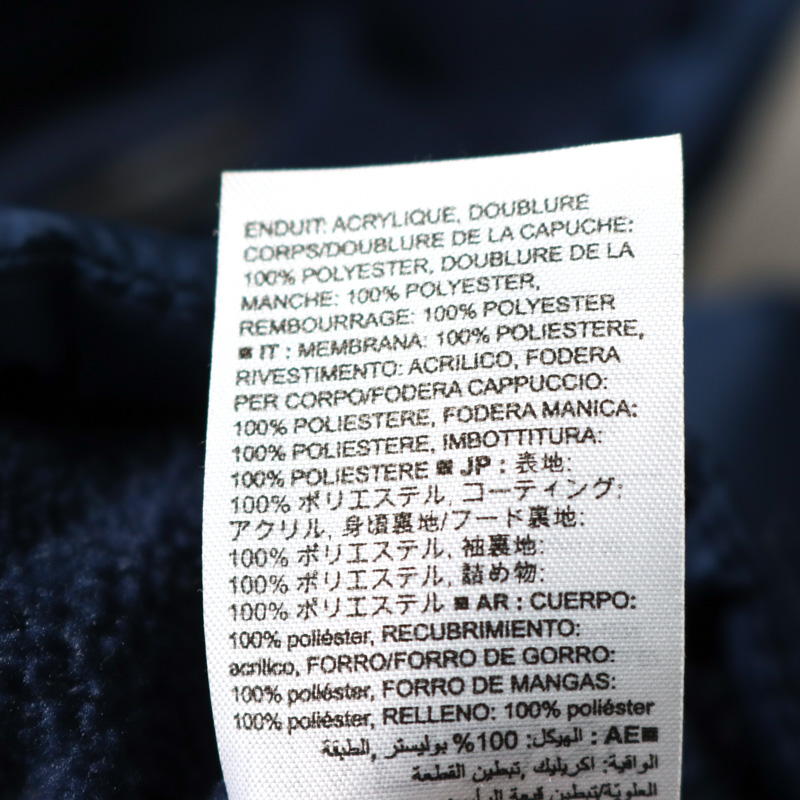 ENDUIT: ACRYLIQUE, DOUBLURE
CORPS/DOUBLURE DE LA CAPUCHE:
100% POLYESTER, DOUBLURE DE LA
MANCHE: 100% POLYESTER,
REMBOURRAGE: 100% POLYESTER
■ IT : MEMBRANA: 100% POLIESTERE,
RIVESTIMENTO: ACRILICO, FODERA
PER CORPO/FODERA CAPPUCCIO:
100% POLIESTERE, FODERA MANICA:
100% POLIESTERE, IMBOTTITURA:
100% POLIESTERE ■ JP : 表地:
100% ポリエステル, コーティング:
アクリル, 身頃裏地/フード裏地:
100% ポリエステル, 袖裏地:
100% ポリエステル, 詰め物:
100% ポリエステル ■ AR : CUERPO:
100% poliéster, RECUBRIMIENTO:
acrílico, FORRO/FORRO DE GORRO:
100% poliéster, FORRO DE MANGAS:
100% poliéster, RELLENO: 100% poliéster
■AE : الهيكل: 100% بوليستر ,الطبقة
الواقية: اكريليك ,تبطين القطعة
العلوية/تبطين قبعة